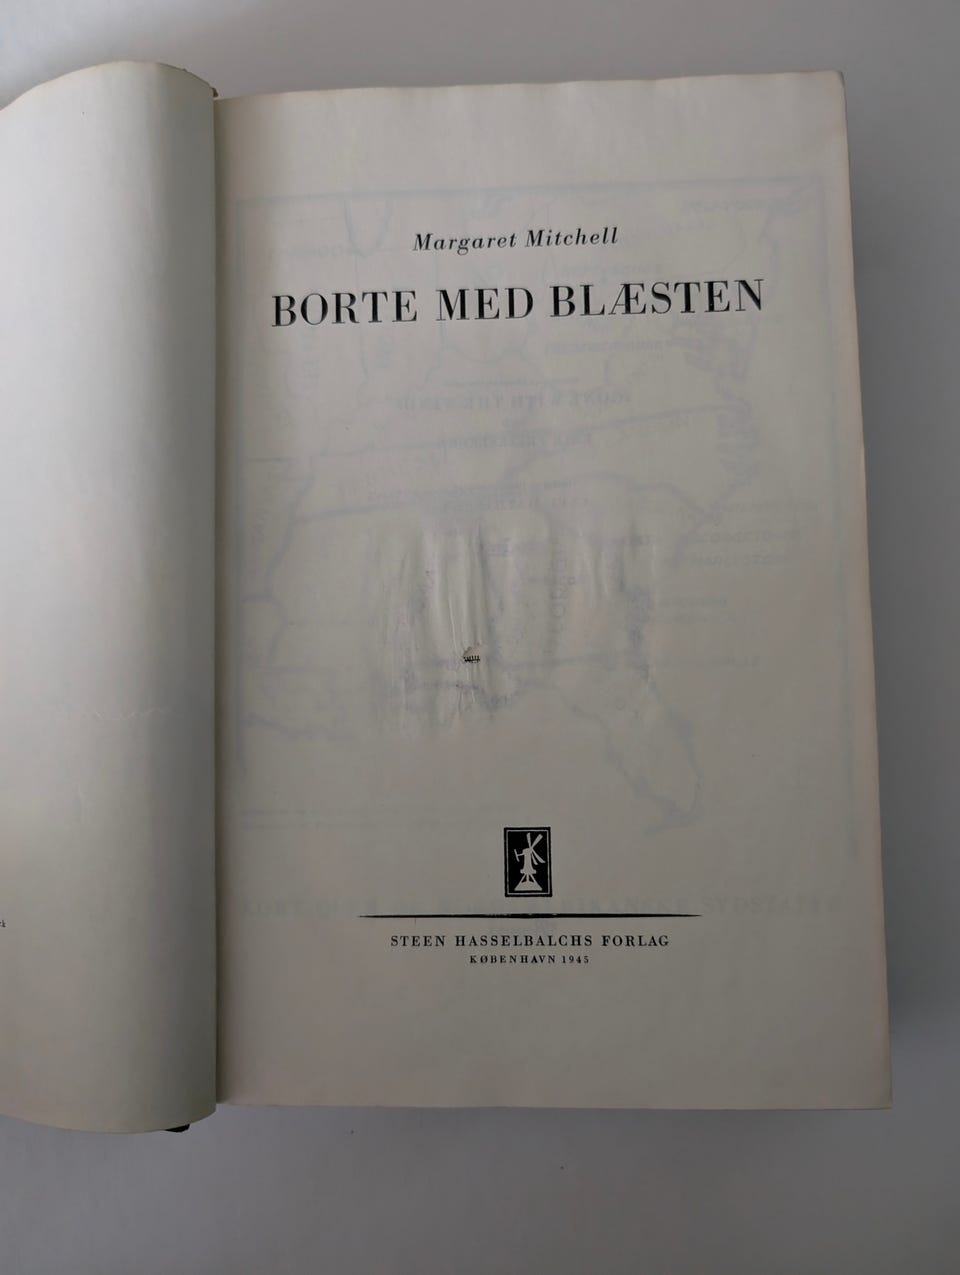 Margaret Mitchell
BORTE MED BLÆSTEN
STEEN HASSELBALCHS FORLAG
KØBENHAVN 1945